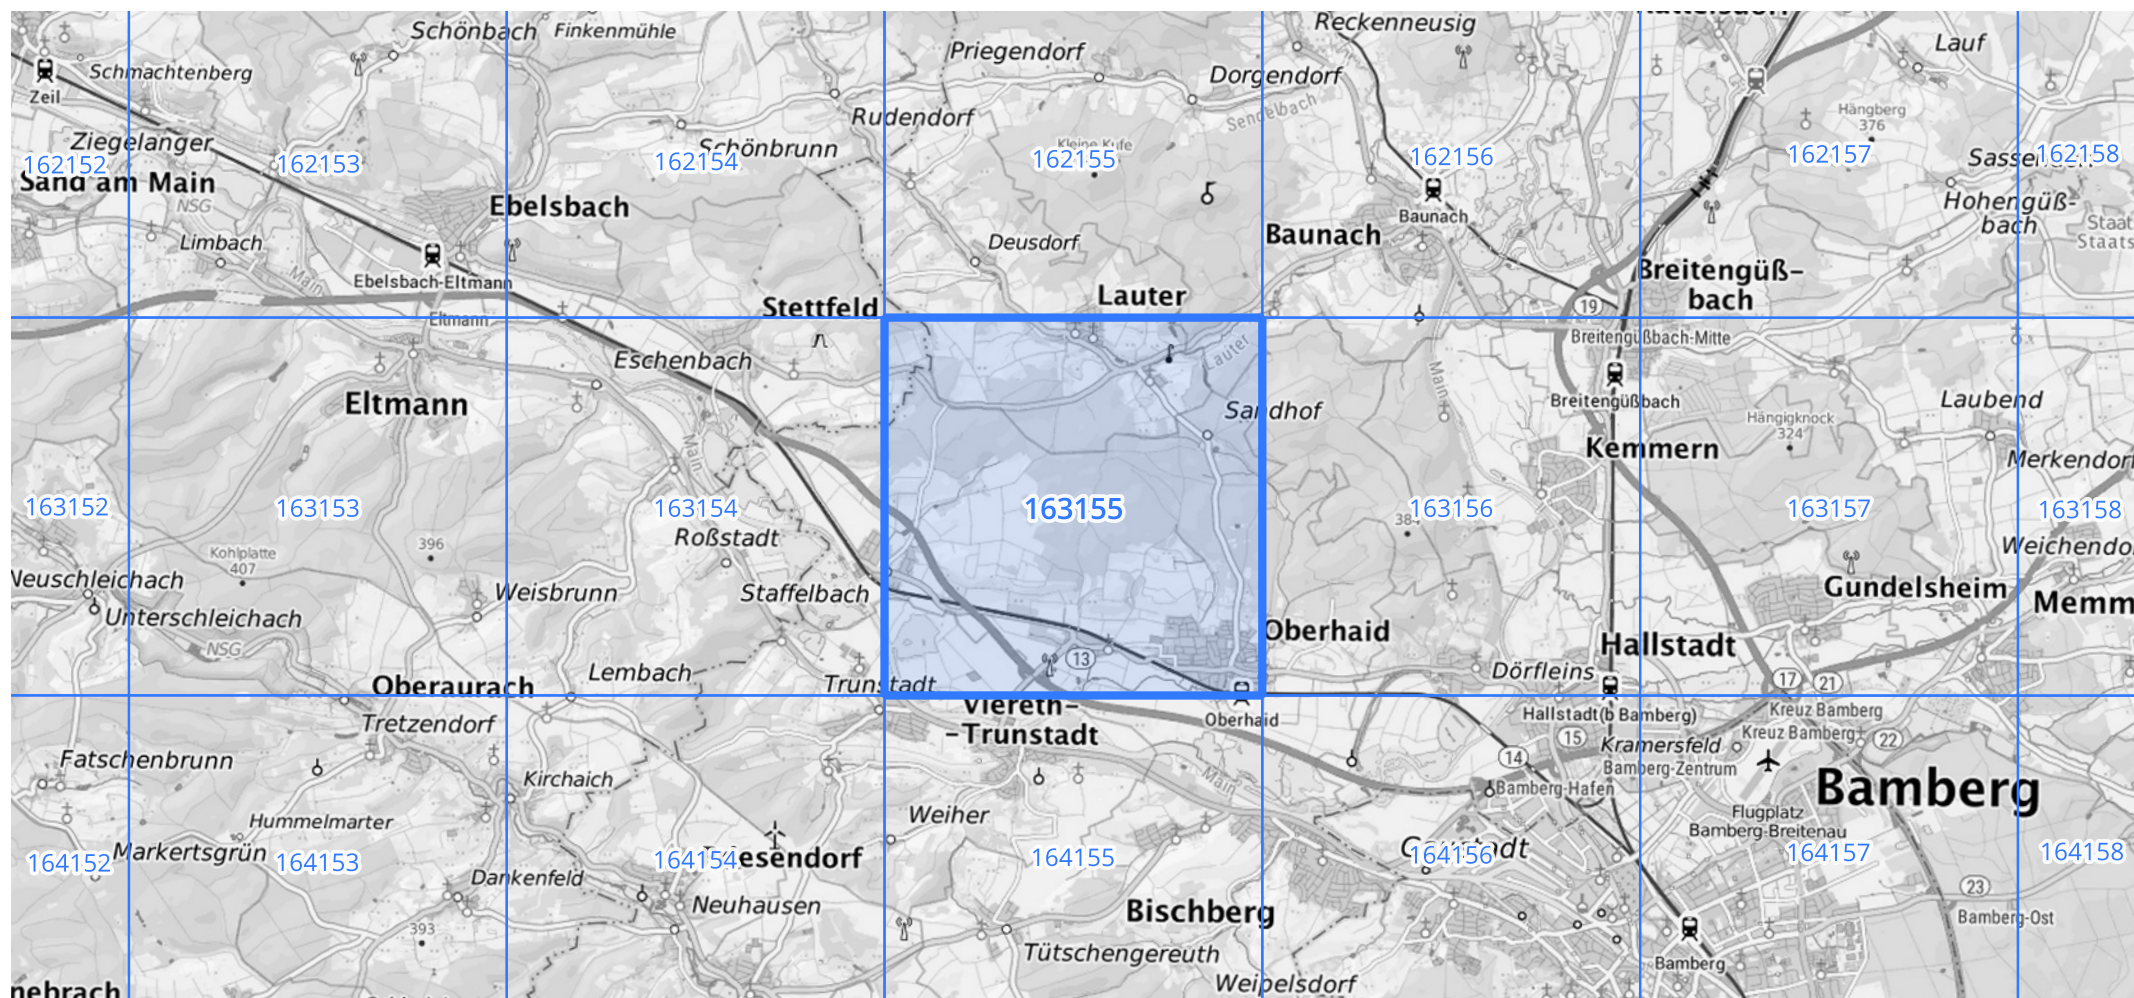 Schönbach
Finkenmühle
Reckenneusig
Priegendorf
Lauf
Schmachtenberg
Dorgendorf
Zeil
Sendelbach
Hängberg
376
Rudendorf
Ziegelanger
Schönbrunn
Kleine Kufe
162152
162153
162154
162155
162156
162157
162158
Sand am Main
NSG
Ebelsbach
Baunach
Hohengüß-
bach
Staat
Staats
Limbach
Deusdorf
Baunach
Main
Ebelsbach-Eltmann
Breitengüß-
bach
Stettfeld
Lauter
19
Eltmann
Breitengüßbach-Mitte
Eschenbach
Lauter
Main
Breitengüßbach
Eltmann
Sandhof
Laubend
Hängigknock
324
Main
Kemmern
Merkendorf
163152
163153
163154
163155
163156
163157
163158
384
Roßstadt
Kohlplatte
407
396
Weichendo
Neuschleichach
Weisbrunn
Staffelbach
Gundelsheim
Memm
Unterschleichach
NSG
Oberhaid
Hallstadt
13
Lembach
Dörfleins
Oberaurach
Trunstadt
17
21
Viereth-
-Trunstadt
Oberhaid
Hallstadt(b Bamberg)
Kreuz Bamberg
Tretzendorf
15
Kramersfeld
Kreuz Bamberg
22
Fatschenbrunn
14
Bamberg-Zentrum
Kirchaich
Main
Bamberg-Hafen
Bamberg
Weiher
Flugplatz
Bamberg-Breitenau
Hummelmarter
Markertsgrün
164152
164153
164154
164155
164156
164157
164158
esendorf
Dankenfeld
23
Neuhausen
Bischberg
Bamberg-Ost
393
Tütschengereuth
Bamberg
Weipelsdorf
nebrach